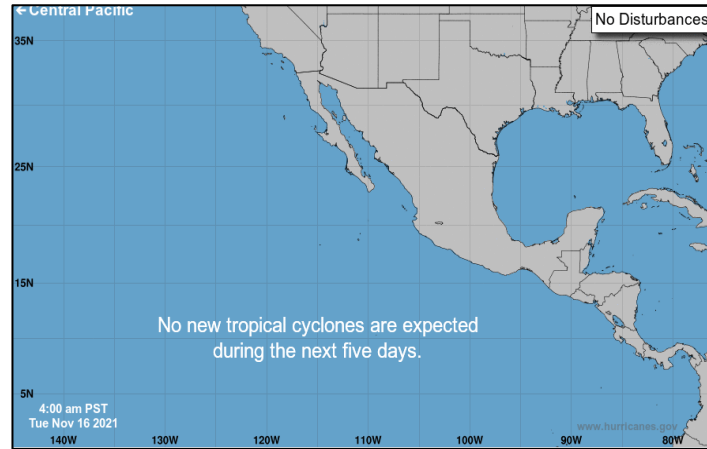 ←Central Pacific
No Disturbances
35N
25N
15N
No new tropical cyclones are expected
during the next five days.
5N
4:00 am PST
Tue Nov 16 2021
www.hurricanes.gov
140W 130W 120W 110W 100W 90W 80W